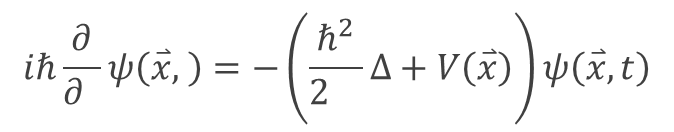 iħ ∂/∂ ψ(x⃗, ) = −(ħ²/2 Δ + V(x⃗)) ψ(x⃗, t)